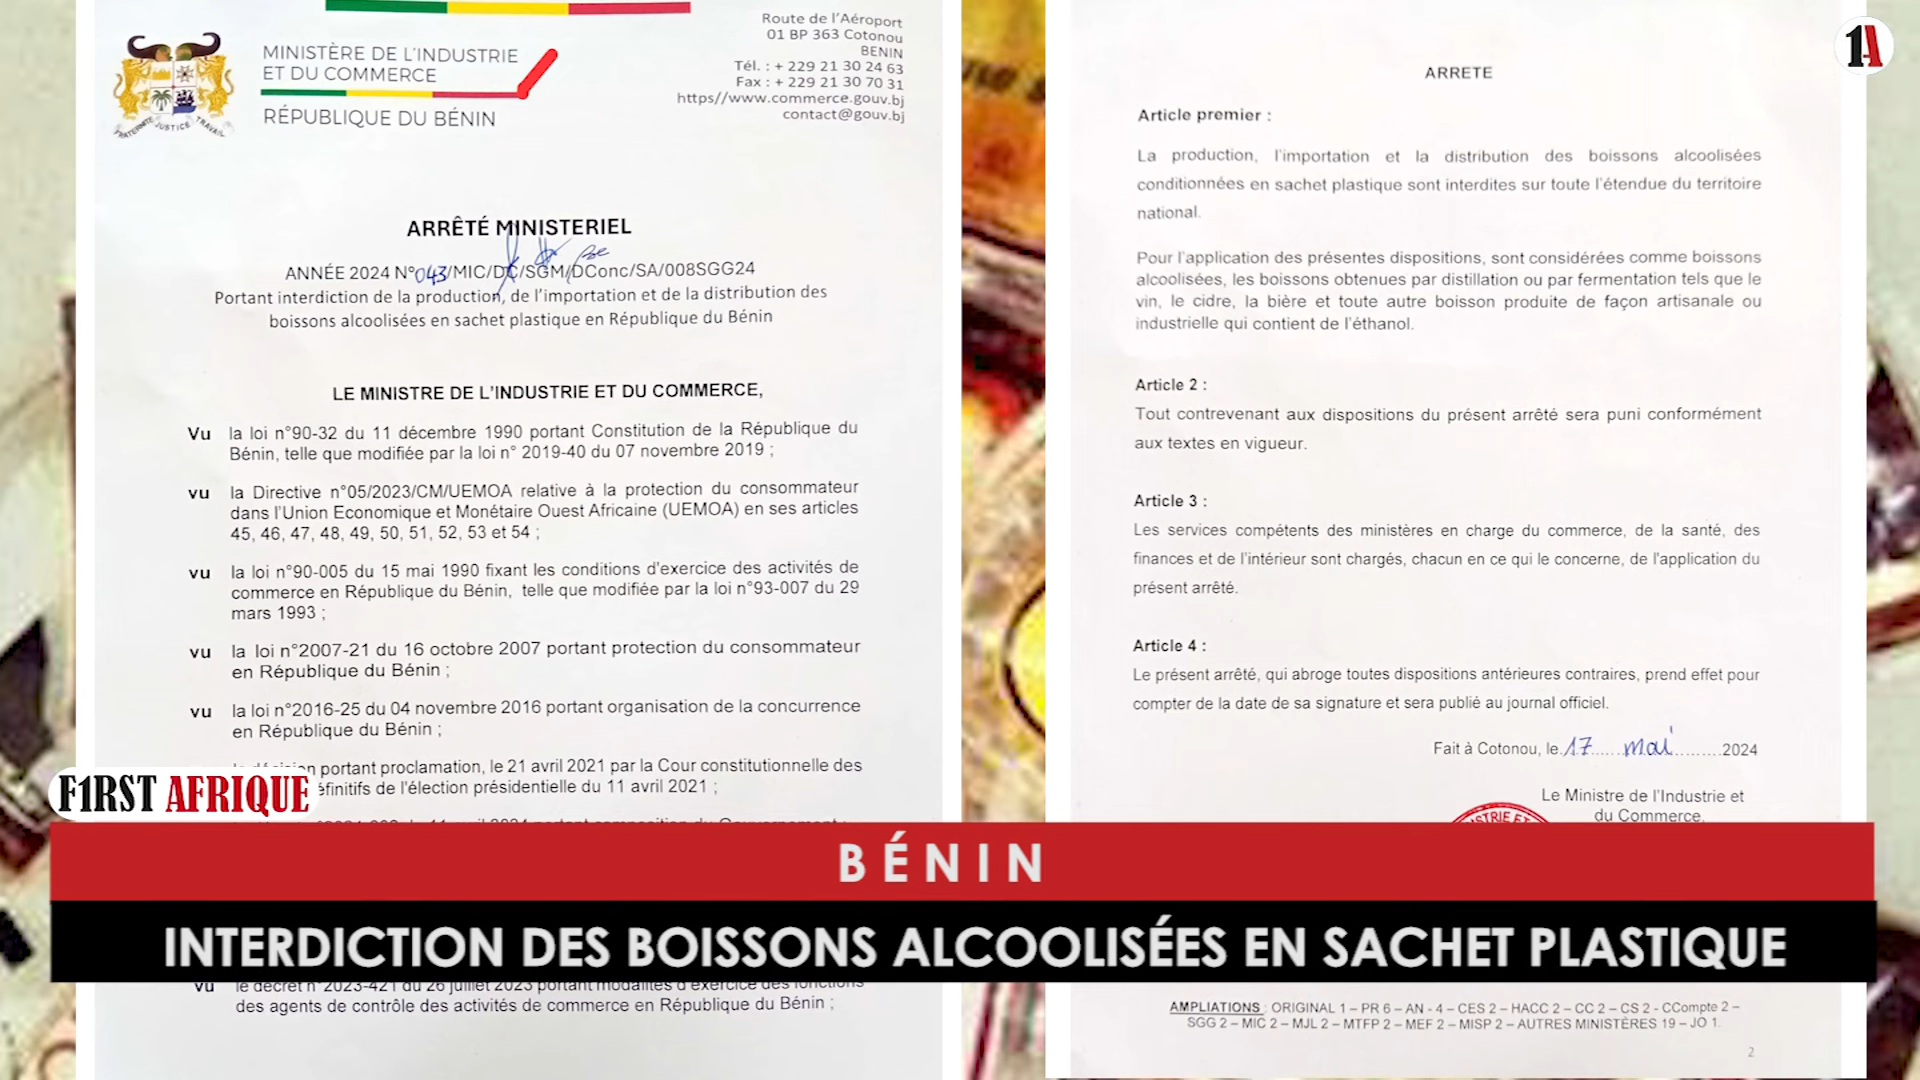 MINISTÈRE DE L'INDUSTRIE
ET DU COMMERCE
RÉPUBLIQUE DU BÉNIN
FRATERNITE JUSTICE TRAVAIL
Route de l'Aéroport
01 BP 363 Cotonou
BENIN
Tél. : + 229 21 30 24 63
Fax : + 229 21 30 70 31
https//www.commerce.gouv.bj
contact@gouv.bj
ARRÊTÉ MINISTERIEL
ANNÉE 2024 N°043/MIC/DC/SGM/DConc/SA/008SGG24
Portant interdiction de la production, de l'importation et de la distribution des
boissons alcoolisées en sachet plastique en République du Bénin
LE MINISTRE DE L'INDUSTRIE ET DU COMMERCE,
Vu la loi n°90-32 du 11 décembre 1990 portant Constitution de la République du
Bénin, telle que modifiée par la loi n° 2019-40 du 07 novembre 2019 ;
vu la Directive n°05/2023/CM/UEMOA relative à la protection du consommateur
dans l'Union Economique et Monétaire Ouest Africaine (UEMOA) en ses articles
45, 46, 47, 48, 49, 50, 51, 52, 53 et 54 ;
vu la loi n°90-005 du 15 mai 1990 fixant les conditions d'exercice des activités de
commerce en République du Bénin, telle que modifiée par la loi n°93-007 du 29
mars 1993 ;
vu la loi n°2007-21 du 16 octobre 2007 portant protection du consommateur
en République du Bénin ;
vu la loi n°2016-25 du 04 novembre 2016 portant organisation de la concurrence
en République du Bénin ;
portant proclamation, le 21 avril 2021 par la Cour constitutionnelle des
éfinitifs de l'élection présidentielle du 11 avril 2021 ;
vu le décret n°2023-421 du 26 juillet 2023 portant modalités d'exercice des fonctions
des agents de contrôle des activités de commerce en République du Bénin ;
1A
ARRETE
Article premier :
La production, l'importation et la distribution des boissons alcoolisées
conditionnées en sachet plastique sont interdites sur toute l'étendue du territoire
national.
Pour l'application des présentes dispositions, sont considérées comme boissons
alcoolisées, les boissons obtenues par distillation ou par fermentation tels que le
vin, le cidre, la bière et toute autre boisson produite de façon artisanale ou
industrielle qui contient de l'éthanol.
Article 2 :
Tout contrevenant aux dispositions du présent arrêté sera puni conformément
aux textes en vigueur.
Article 3 :
Les services compétents des ministères en charge du commerce, de la santé, des
finances et de l'intérieur sont chargés, chacun en ce qui le concerne, de l'application du
présent arrêté.
Article 4 :
Le présent arrêté, qui abroge toutes dispositions antérieures contraires, prend effet pour
compter de la date de sa signature et sera publié au journal officiel.
Fait à Cotonou, le 17 mai 2024
Le Ministre de l'Industrie et
du Commerce,
AMPLIATIONS : ORIGINAL 1 – PR 6 – AN - 4 – CES 2 – HACC 2 – CC 2 – CS 2 - CCompte 2 –
SGG 2 – MIC 2 – MJL 2 – MTFP 2 – MEF 2 – MISP 2 – AUTRES MINISTÈRES 19 – JO 1.
2
F1RST AFRIQUE
BÉNIN
INTERDICTION DES BOISSONS ALCOOLISÉES EN SACHET PLASTIQUE